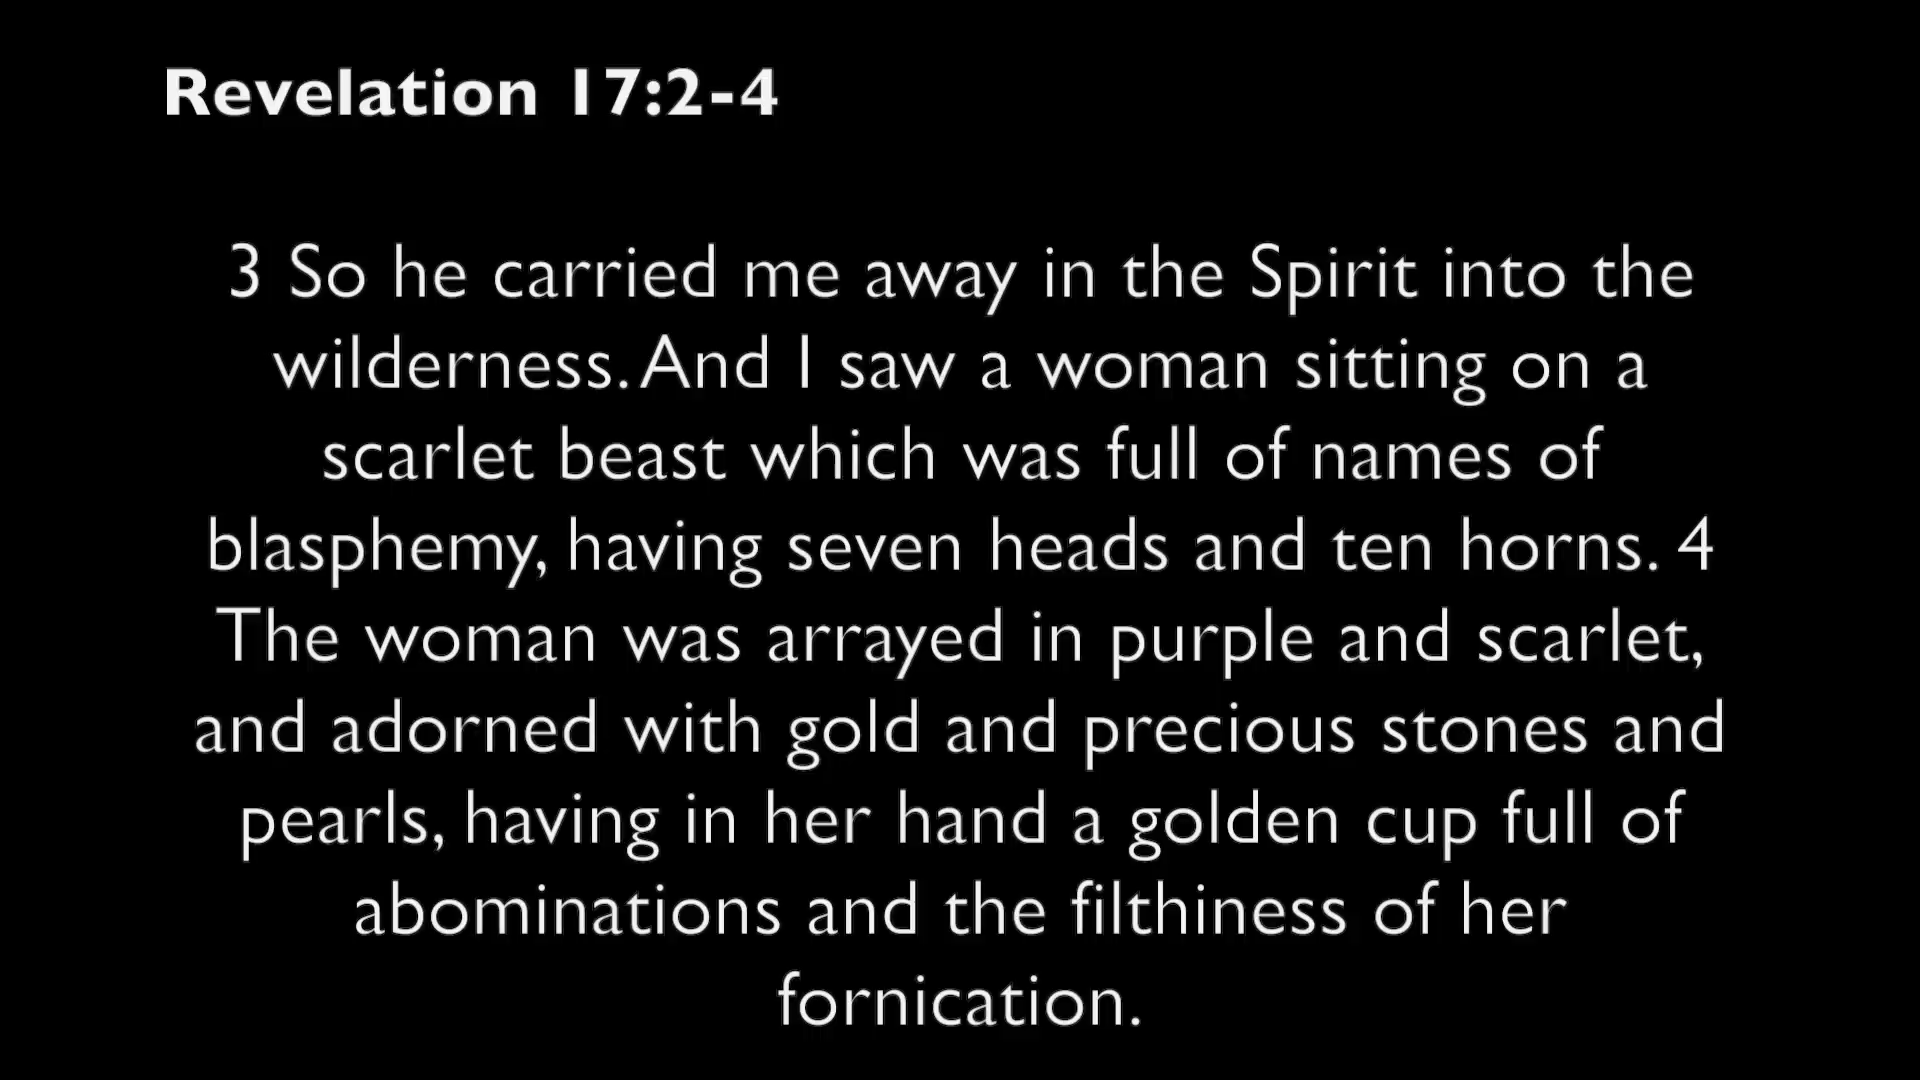 Revelation 17:2-4
3 So he carried me away in the Spirit into the
wilderness. And I saw a woman sitting on a
scarlet beast which was full of names of
blasphemy, having seven heads and ten horns. 4
The woman was arrayed in purple and scarlet,
and adorned with gold and precious stones and
pearls, having in her hand a golden cup full of
abominations and the filthiness of her
fornication.